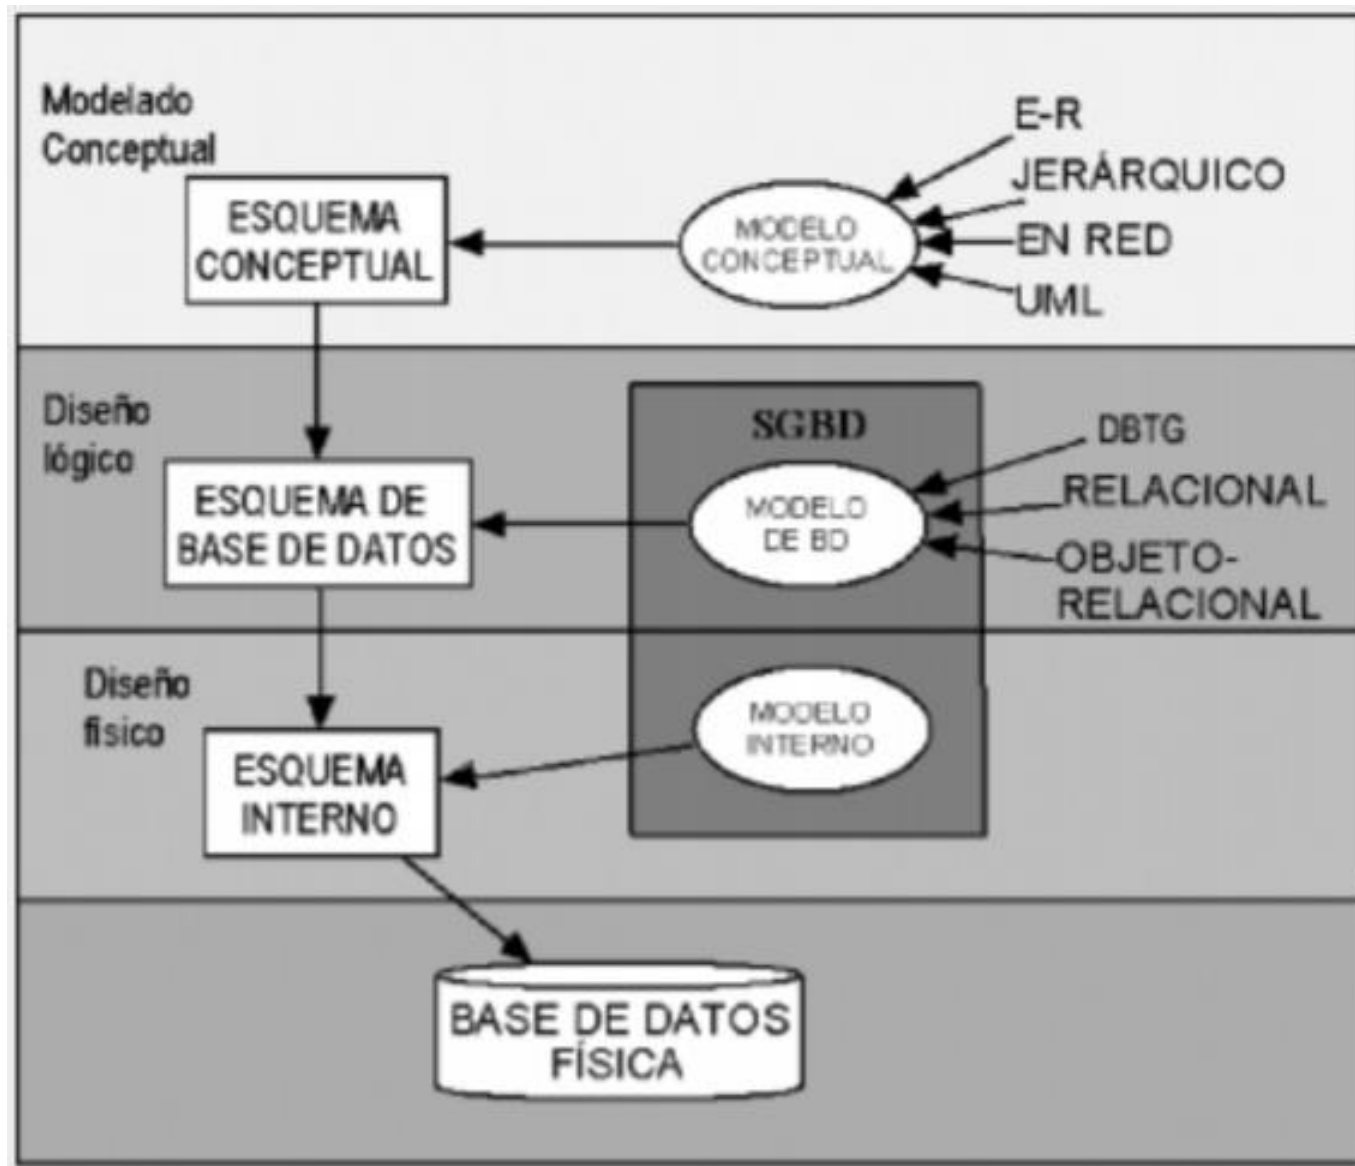 Modelado
Conceptual
E-R
JERÁRQUICO
EN RED
UML
MODELO
CONCEPTUAL
ESQUEMA
CONCEPTUAL
Diseño
lógico
SGBD
DBTG
RELACIONAL
OBJETO-
RELACIONAL
MODELO
DE BD
ESQUEMA DE
BASE DE DATOS
Diseño
físico
MODELO
INTERNO
ESQUEMA
INTERNO
BASE DE DATOS
FÍSICA